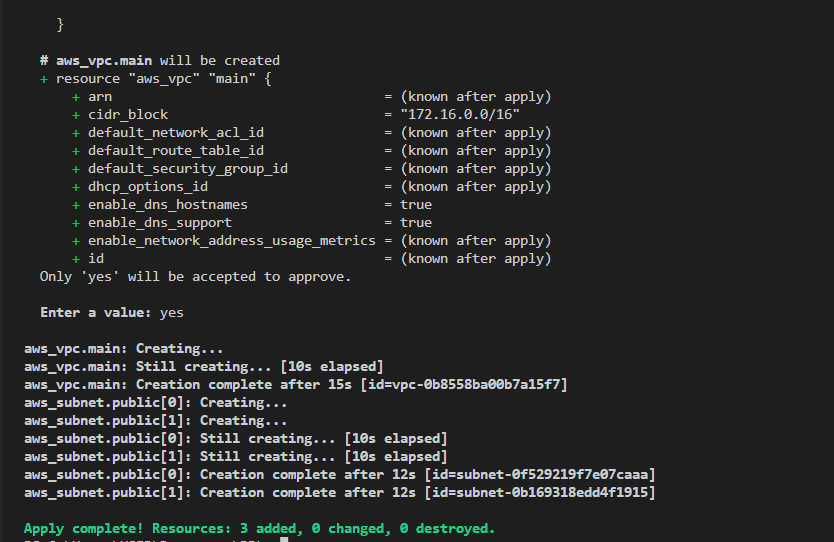 }
# aws_vpc.main will be created
+ resource "aws_vpc" "main" {
+ arn = (known after apply)
+ cidr_block = "172.16.0.0/16"
+ default_network_acl_id = (known after apply)
+ default_route_table_id = (known after apply)
+ default_security_group_id = (known after apply)
+ dhcp_options_id = (known after apply)
+ enable_dns_hostnames = true
+ enable_dns_support = true
+ enable_network_address_usage_metrics = (known after apply)
+ id = (known after apply)
Only 'yes' will be accepted to approve.
Enter a value: yes
aws_vpc.main: Creating...
aws_vpc.main: Still creating... [10s elapsed]
aws_vpc.main: Creation complete after 15s [id=vpc-0b8558ba00b7a15f7]
aws_subnet.public[0]: Creating...
aws_subnet.public[1]: Creating...
aws_subnet.public[0]: Still creating... [10s elapsed]
aws_subnet.public[1]: Still creating... [10s elapsed]
aws_subnet.public[0]: Creation complete after 12s [id=subnet-0f529219f7e07caaa]
aws_subnet.public[1]: Creation complete after 12s [id=subnet-0b169318edd4f1915]
Apply complete! Resources: 3 added, 0 changed, 0 destroyed.